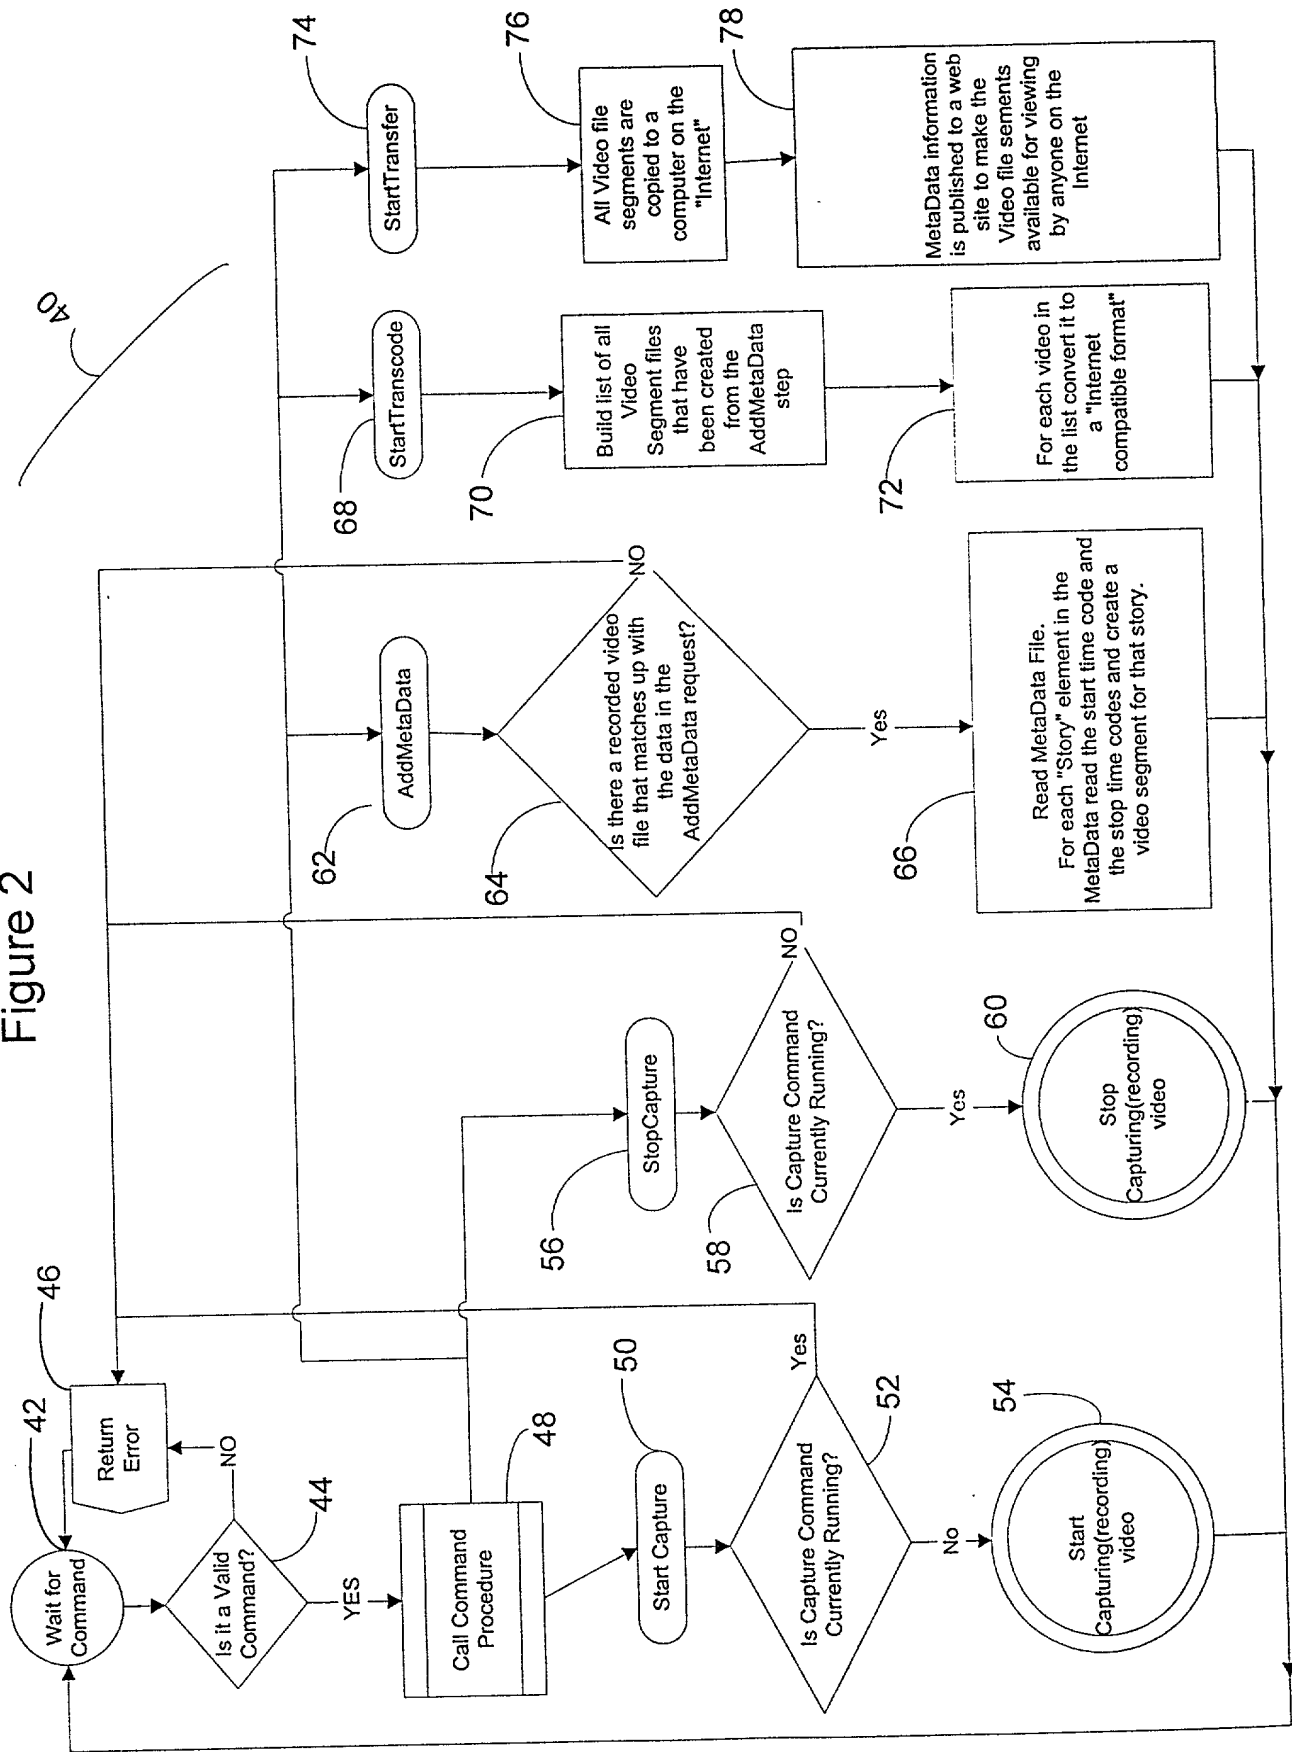 Figure 2
40
42
Wait for
Command
46
Return
Error
44
Is it a Valid
Command?
NO
YES
48
Call Command
Procedure
50
Start Capture
52
Is Capture Command
Currently Running?
Yes
No
54
Start
Capturing(recording)
video
56
StopCapture
58
Is Capture Command
Currently Running?
NO
Yes
60
Stop
Capturing(recording)
video
62
AddMetaData
64
Is there a recorded video
file that matches up with
the data in the
AddMetaData request?
NO
Yes
66
Read MetaData File.
For each "Story" element in the
MetaData read the start time code and
the stop time codes and create a
video segment for that story.
68
StartTranscode
70
Build list of all
Video
Segment files
that have
been created
from the
AddMetaData
step
72
For each video in
the list convert it to
a "Internet
compatible format"
74
StartTransfer
76
All Video file
segments are
copied to a
computer on the
"Internet"
78
MetaData information
is published to a web
site to make the
Video file sements
available for viewing
by anyone on the
Internet